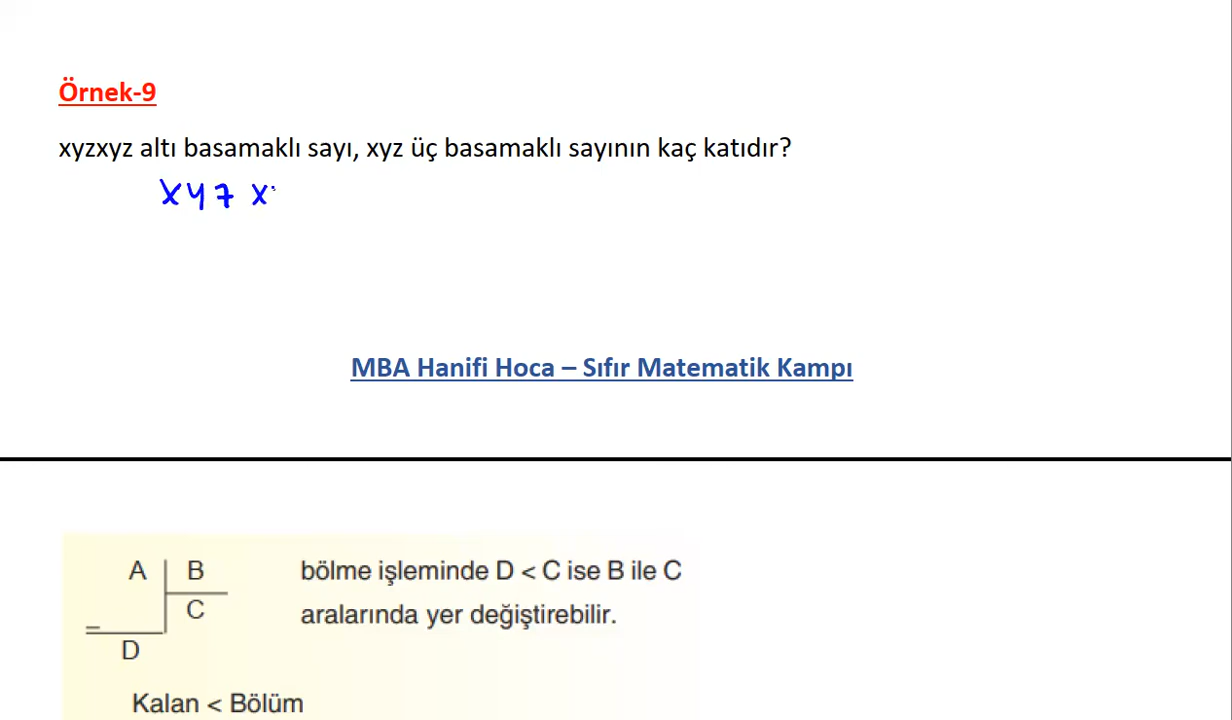 Örnek-9
xyzxyz altı basamaklı sayı, xyz üç basamaklı sayının kaç katıdır?
xyz x
MBA Hanifi Hoca – Sıfır Matematik Kampı
A B bölme işleminde D < C ise B ile C
C aralarında yer değiştirebilir.
D
Kalan < Bölüm